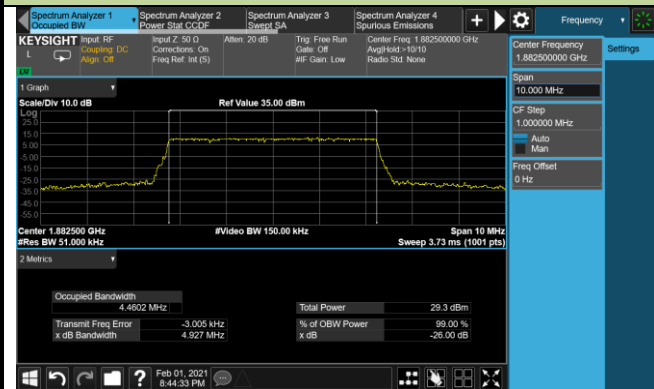 Spectrum Analyzer 1
Occupied BW
Spectrum Analyzer 2
Power Stat CCDF
Spectrum Analyzer 3
Swept SA
Spectrum Analyzer 4
Spurious Emissions
+
Frequency
KEYSIGHT
L
Input: RF
Coupling: DC
Align: Off
Input Z: 50 Ω
Corrections: On
Freq Ref: Int (S)
Atten: 20 dB
Trig: Free Run
Gate: Off
#IF Gain: Low
Center Freq: 1.882500000 GHz
Avg|Hold:>10/10
Radio Std: None
Center Frequency
1.882500000 GHz
Settings
Span
10.000 MHz
CF Step
1.000000 MHz
Auto
Man
Freq Offset
0 Hz
1 Graph
Scale/Div 10.0 dB
Ref Value 35.00 dBm
Log
25.0
15.0
5.00
-5.00
-15.0
-25.0
-35.0
-45.0
-55.0
Center 1.882500 GHz
#Video BW 150.00 kHz
Span 10 MHz
#Res BW 51.000 kHz
Sweep 3.73 ms (1001 pts)
2 Metrics
Occupied Bandwidth
4.4602 MHz
Total Power 29.3 dBm
Transmit Freq Error -3.005 kHz
% of OBW Power 99.00 %
x dB Bandwidth 4.927 MHz
x dB -26.00 dB
?
Feb 01, 2021
8:44:33 PM